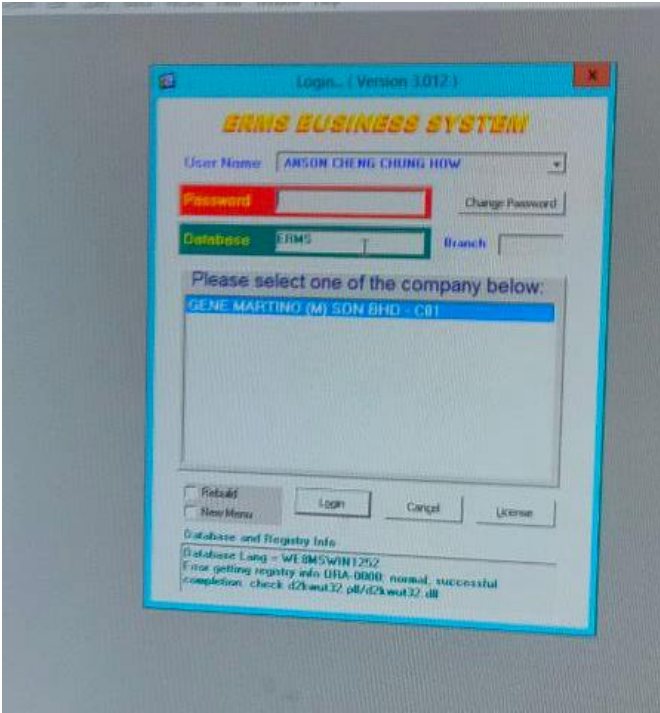 Login... ( Version 3.012 )
ERMS BUSINESS SYSTEM
User Name ANSON CHENG CHUNG HOW
Password Change Password
Database ERMS Branch
Please select one of the company below:
GENE MARTINO (M) SDN BHD - C01
Rebuild
New Menu
Login Cancel License
Database and Registry Info
Database Lang = WE8MSWIN1252
Error getting registry info ORA-0000: normal, successful
completion. check d2kwut32.pll/d2kwut32.dll